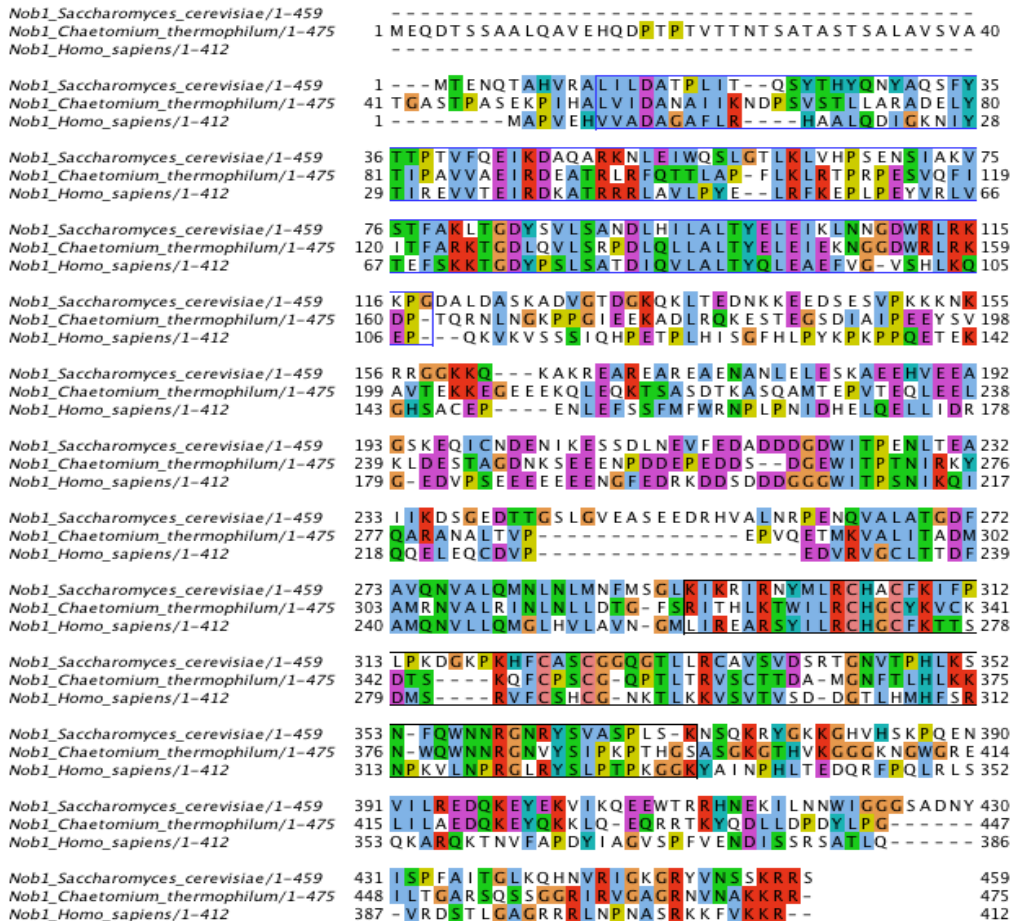 Nob1_Saccharomyces_cerevisiae/1-459 ----------------------------------------
Nob1_Chaetomium_thermophilum/1-475 1 MEQDTSSAALQAVEHQDPTPTVTTNTSATASTSALAVSVA 40
Nob1_Homo_sapiens/1-412 ----------------------------------------
Nob1_Saccharomyces_cerevisiae/1-459 1 ---MTENQTAHVRALILDATPLIT--QSYTHYQNYAQSFY 35
Nob1_Chaetomium_thermophilum/1-475 41 TGASTPASEKPIHALVIDANAIIKNDPSVSTLLARADELY 80
Nob1_Homo_sapiens/1-412 1 --------MAPVEHVVADAGAFLR----HAALQDIGKNIY 28
Nob1_Saccharomyces_cerevisiae/1-459 36 TTPTVFQEIKDAQARKNLEIWQSLGTLKLVHPSENSIAKV 75
Nob1_Chaetomium_thermophilum/1-475 81 TIPAVVAEIRDEATRLRFQTTLAP-FLKLRTPRPESVQFI 119
Nob1_Homo_sapiens/1-412 29 TIREVVTEIRDKATRRRLAVLPYE--LRFKEPLPEYVRLV 66
Nob1_Saccharomyces_cerevisiae/1-459 76 STFAKLTGDYSVLSANDLHILALTYELEIKLNNGDWRLRK 115
Nob1_Chaetomium_thermophilum/1-475 120 ITFARKTGDLQVLSRPDLQLLALTYELEIEKNGGDWRLRK 159
Nob1_Homo_sapiens/1-412 67 TEFSKKTGDYPSLSATDIQVLALTYQLEAEFVG-VSHLKQ 105
Nob1_Saccharomyces_cerevisiae/1-459 116 KPGDALDASKADVGTDGKQKLTEDNKKEEDSESVPKKKNK 155
Nob1_Chaetomium_thermophilum/1-475 160 DP-TQRNLNGKPPGIEEKADLRQKESTEGSDIAIPEEYSV 198
Nob1_Homo_sapiens/1-412 106 EP---QKVKVSSSIQHPETPLHISGFHLPYKPKPPQETEK 142
Nob1_Saccharomyces_cerevisiae/1-459 156 RRGGKKQ---KAKREAREAREAENANLELESKAEEHVEEA 192
Nob1_Chaetomium_thermophilum/1-475 199 AVTEKKEGEEEKQLEQKTSASDTKASQAMTEPVTEQLEEL 238
Nob1_Homo_sapiens/1-412 143 GHSACEP----ENLEFSSFMFWRNPLPNIDHELQELLIDR 178
Nob1_Saccharomyces_cerevisiae/1-459 193 GSKEQICNDENIKESSDLNEVFEDADDDGDWITPENLTEA 232
Nob1_Chaetomium_thermophilum/1-475 239 KLDESTAGDNKSEEENPDDEPEDDS--DGEWITPTNIRKY 276
Nob1_Homo_sapiens/1-412 179 G-EDVPSEEEEEEENGFEDRKDDSDDDGGGWITPSNIKQI 217
Nob1_Saccharomyces_cerevisiae/1-459 233 IIKDSGEDTTGSLGVEASEEDRHVALNRPENQVALATGDF 272
Nob1_Chaetomium_thermophilum/1-475 277 QARANALTVP--------------EPVQETMKVALITADM 302
Nob1_Homo_sapiens/1-412 218 QQELEQCDVP------------------EDVRVGCLTTDF 239
Nob1_Saccharomyces_cerevisiae/1-459 273 AVQNVALQMNLNLMNFMSGLKIKRIRNYMLRCHACFKIFP 312
Nob1_Chaetomium_thermophilum/1-475 303 AMRNVALRINLNLLDTG-FSRITHLKTWILRCHGCYKVCK 341
Nob1_Homo_sapiens/1-412 240 AMQNVLLQMGLHVLAVN-GMLIREARSYILRCHGCFKTTS 278
Nob1_Saccharomyces_cerevisiae/1-459 313 LPKDGKPKHFCASCGGQGTLLRCAVSVDSRTGNVTPHLKS 352
Nob1_Chaetomium_thermophilum/1-475 342 DTS----KQFCPSCG-QPTLTRVSCTTDA-MGNFTLHLKK 375
Nob1_Homo_sapiens/1-412 279 DMS----RVFCSHCG-NKTLKKVSVTVSD-DGTLHMHFSR 312
Nob1_Saccharomyces_cerevisiae/1-459 353 N-FQWNNRGNRYSVASPLS-KNSQKRYGKKGHVHSKPQEN 390
Nob1_Chaetomium_thermophilum/1-475 376 N-WQWNNRGNVYSIPKPTHGSASGKGTHVKGGGKNGWGRE 414
Nob1_Homo_sapiens/1-412 313 NPKVLNPRGLRYSLPTPKGGKYAINPHLTEDQRFPQLRLS 352
Nob1_Saccharomyces_cerevisiae/1-459 391 VILREDQKEYEKVIKQEEWTRRHNEKILNNWIGGGSADNY 430
Nob1_Chaetomium_thermophilum/1-475 415 LILAEDQKEYQKKLQ-EQRRTKYQDLLDPDYLPG------ 447
Nob1_Homo_sapiens/1-412 353 QKARQKTNVFAPDYIAGVSPFVENDISSRSATLQ------ 386
Nob1_Saccharomyces_cerevisiae/1-459 431 ISPFAITGLKQHNVRIGKGRYVNSSKRRS 459
Nob1_Chaetomium_thermophilum/1-475 448 ILTGARSQSSGGRIRVGAGRNVNAKKRR- 475
Nob1_Homo_sapiens/1-412 387 -VRDSTLGAGRRRLNPNASRKKFVKKR-- 412